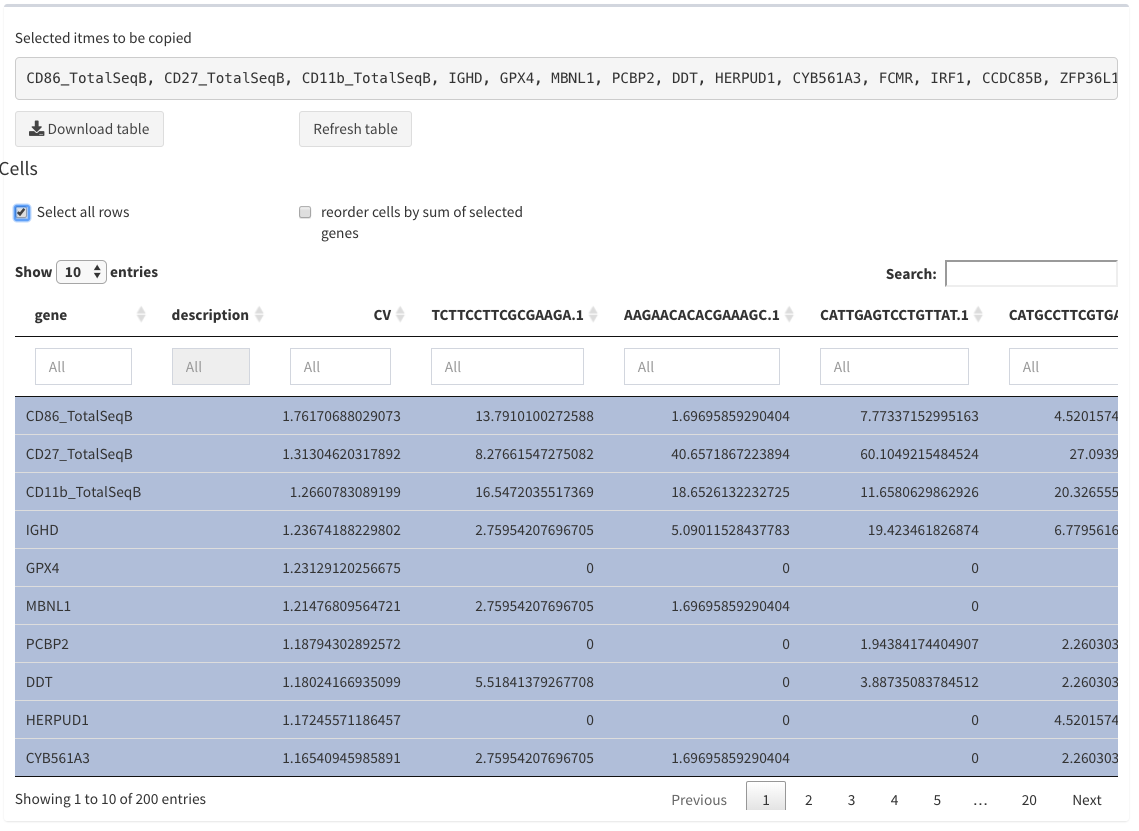 Selected itmes to be copied
CD86_TotalSeqB, CD27_TotalSeqB, CD11b_TotalSeqB, IGHD, GPX4, MBNL1, PCBP2, DDT, HERPUD1, CYB561A3, FCMR, IRF1, CCDC85B, ZFP36L1
Download table Refresh table
Cells
Select all rows reorder cells by sum of selected
genes
Show 10 entries Search:
gene description CV TCTTCCTTCGCGAAGA.1 AAGAACACACGAAAGC.1 CATTGAGTCCTGTTAT.1 CATGCCTTCGTGA
All All All All All All All
CD86_TotalSeqB 1.76170688029073 13.7910100272588 1.69695859290404 7.77337152995163 4.5201574
CD27_TotalSeqB 1.31304620317892 8.27661547275082 40.6571867223894 60.1049215484524 27.0939
CD11b_TotalSeqB 1.2660783089199 16.5472035517369 18.6526132232725 11.6580629862926 20.326555
IGHD 1.23674188229802 2.75954207696705 5.09011528437783 19.423461826874 6.7795616
GPX4 1.23129120256675 0 0 0
MBNL1 1.21476809564721 2.75954207696705 1.69695859290404 0
PCBP2 1.18794302892572 0 0 1.94384174404907 2.260303
DDT 1.18024166935099 5.51841379267708 0 3.88735083784512 2.260303
HERPUD1 1.17245571186457 0 0 0 4.5201574
CYB561A3 1.16540945985891 2.75954207696705 1.69695859290404 0 2.260303
Showing 1 to 10 of 200 entries Previous 1 2 3 4 5 … 20 Next